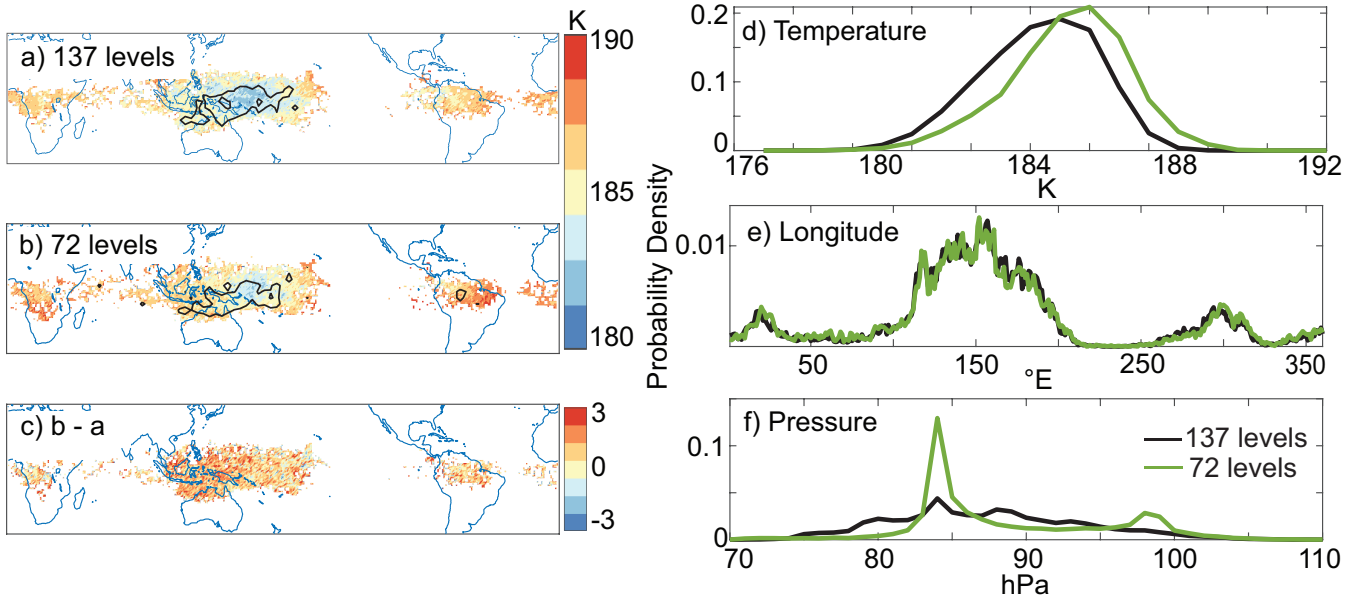 a) 137 levels
K
190
185
180
b) 72 levels
c) b - a
3
0
-3
Probability Density
d) Temperature
0.2
0.1
0
176
180
184
188
192
K
e) Longitude
0.01
50
150
250
350
°E
f) Pressure
0.1
0
137 levels
72 levels
70
80
90
100
110
hPa